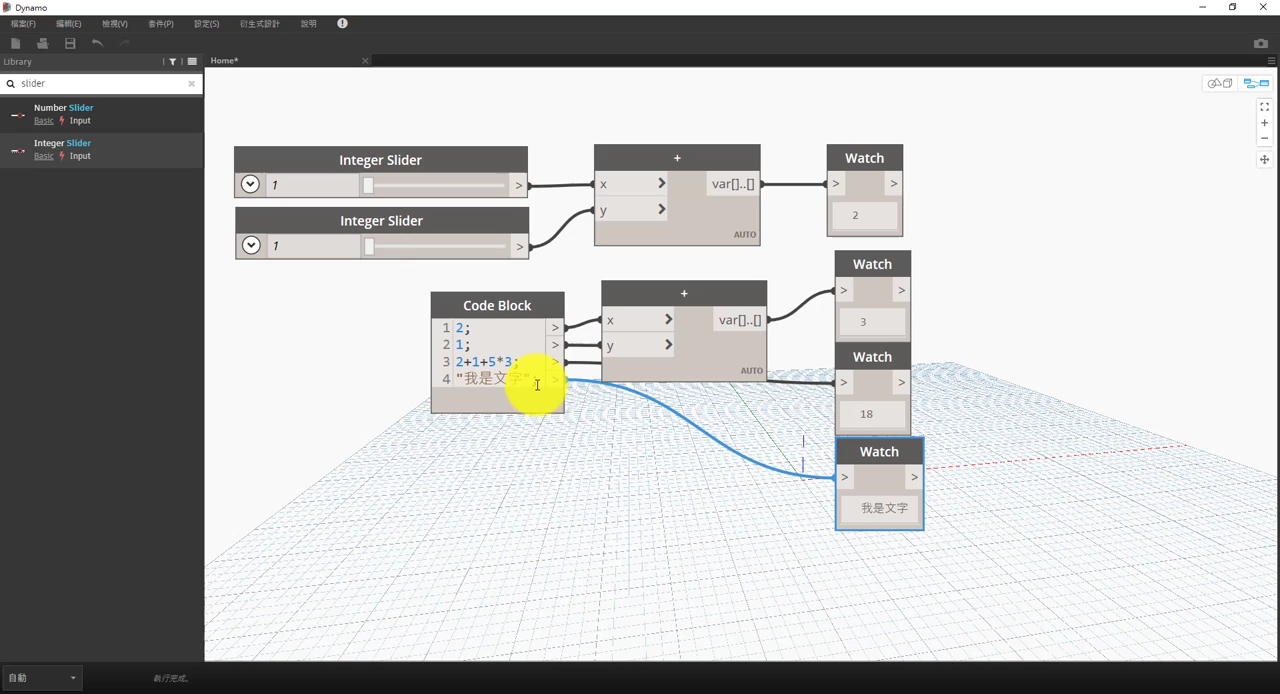 Dynamo
檔案(F) 編輯(E) 檢視(V) 套件(P) 設定(S) 衍生式設計 說明
Library
Home*
slider
Number Slider
Basic Input
Integer Slider
Basic Input
Integer Slider
1 >
Integer Slider
1 >
+
x > var[]..[]
y >
AUTO
Watch
> >
2
Code Block
1 2; >
2 1; >
3 2+1+5*3; >
4 "我是文字"; >
+
x > var[]..[]
y >
AUTO
Watch
> >
3
Watch
> >
18
Watch
> >
我是文字
自動
執行完成。